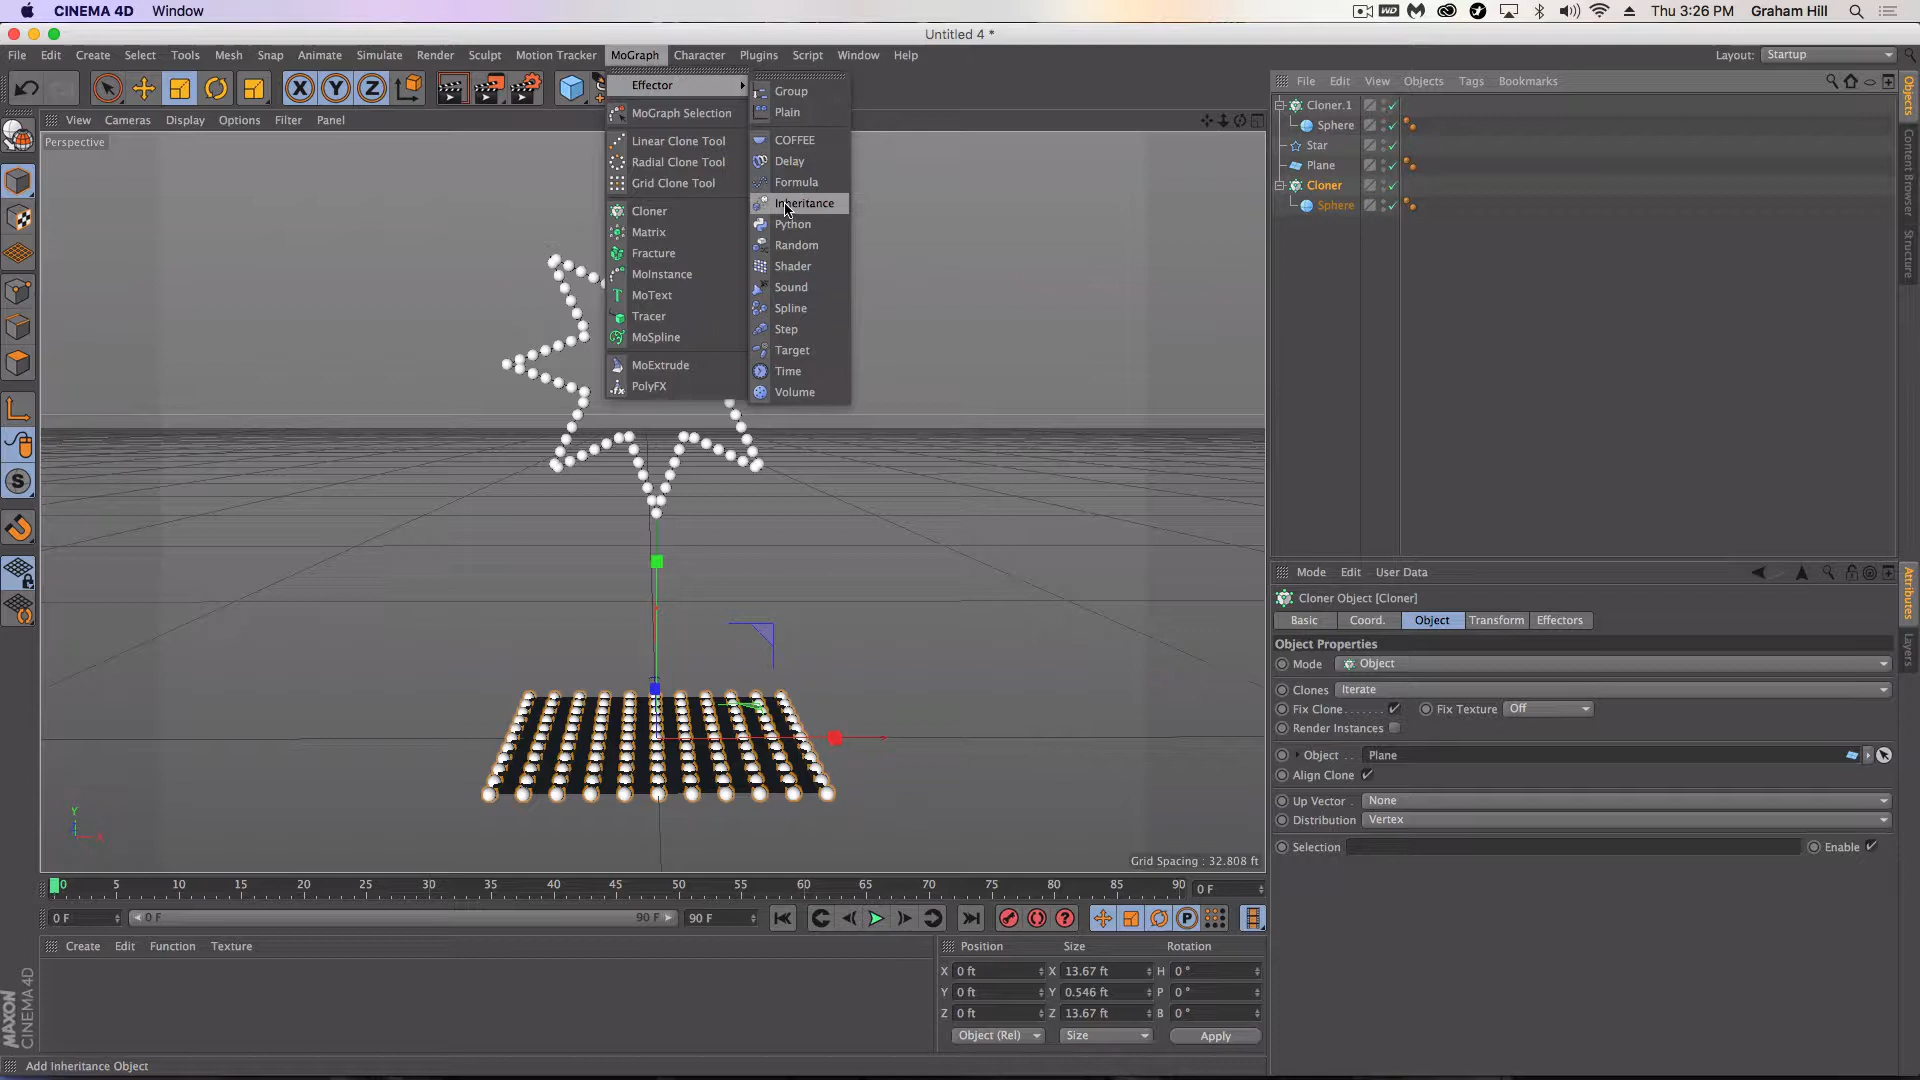 CINEMA 4D Window
Thu 3:26 PM Graham Hill
Untitled 4 *
File Edit Create Select Tools Mesh Snap Animate Simulate Render Sculpt Motion Tracker MoGraph Character Plugins Script Window Help
Layout: Startup
View Cameras Display Options Filter Panel
Perspective
Effector
MoGraph Selection
Linear Clone Tool
Radial Clone Tool
Grid Clone Tool
Cloner
Matrix
Fracture
MoInstance
MoText
Tracer
MoSpline
MoExtrude
PolyFX
Group
Plain
COFFEE
Delay
Formula
Inheritance
Python
Random
Shader
Sound
Spline
Step
Target
Time
Volume
File Edit View Objects Tags Bookmarks
Cloner.1
Sphere
Star
Plane
Cloner
Sphere
Objects
Content Browser
Structure
Mode Edit User Data
Cloner Object [Cloner]
Basic Coord. Object Transform Effectors
Object Properties
Mode Object
Clones Iterate
Fix Clone Fix Texture Off
Render Instances
Object Plane
Align Clone
Up Vector None
Distribution Vertex
Selection Enable
Attributes
Layers
Y
X
Grid Spacing : 32.808 ft
0 5 10 15 20 25 30 35 40 45 50 55 60 65 70 75 80 85 90 0 F
0 F 0 F 90 F 90 F
Create Edit Function Texture
Position Size Rotation
X 0 ft X 13.67 ft H 0 °
Y 0 ft Y 0.546 ft P 0 °
Z 0 ft Z 13.67 ft B 0 °
Object (Rel) Size Apply
MAXON
CINEMA 4D
Add Inheritance Object